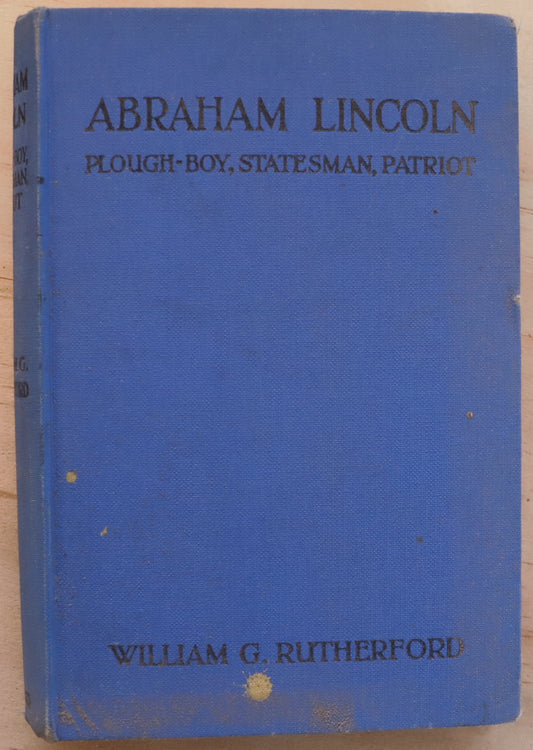 ABRAHAM LINCOLN
PLOUGH-BOY, STATESMAN, PATRIOT
WILLIAM G. RUTHERFORD